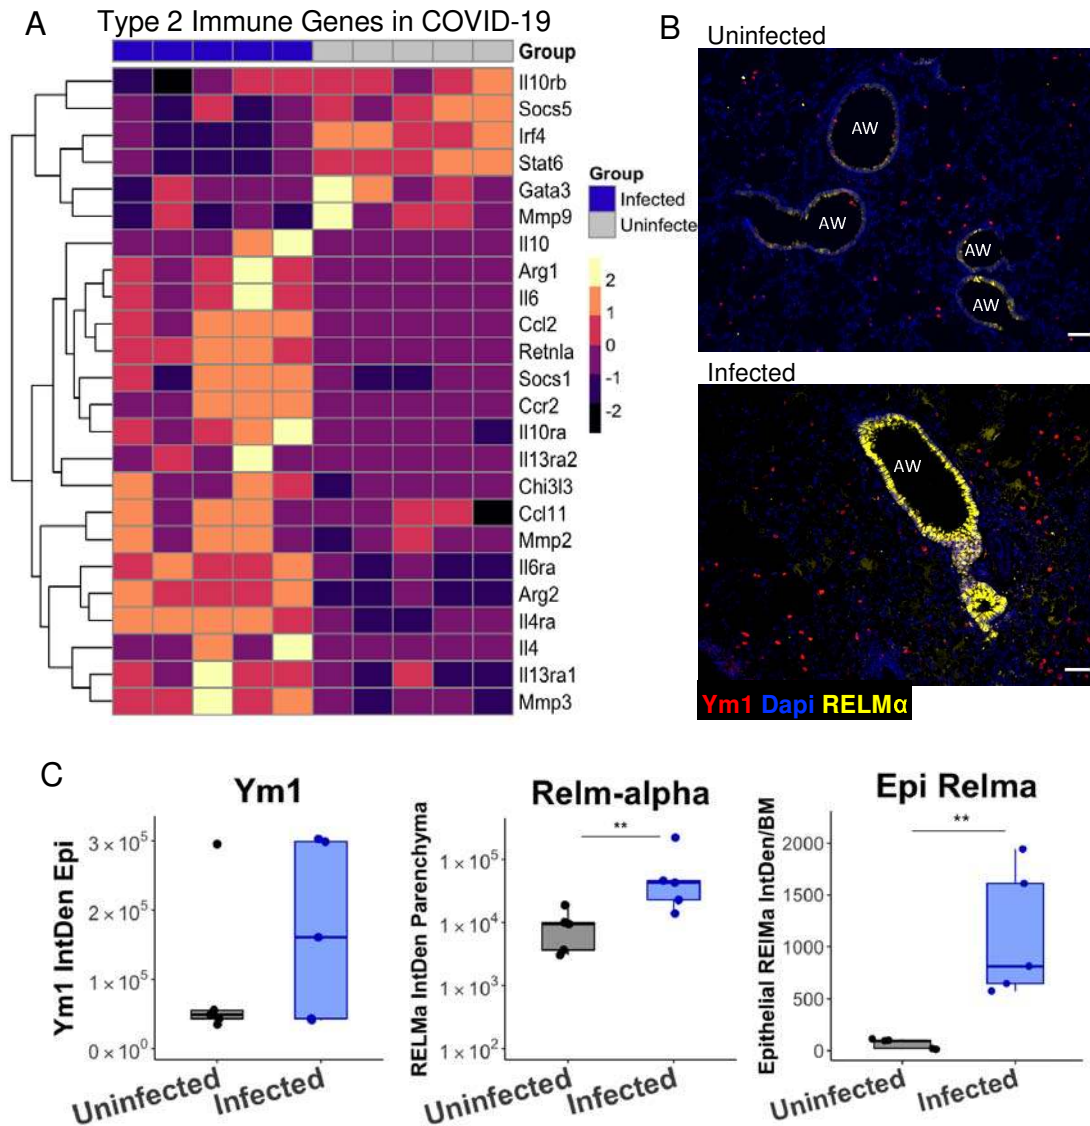 A
Type 2 Immune Genes in COVID-19
Group
Il10rb
Socs5
Irf4
Stat6
Gata3
Mmp9
Il10
Arg1
Il6
Ccl2
Retnla
Socs1
Ccr2
Il10ra
Il13ra2
Chi3l3
Ccl11
Mmp2
Il6ra
Arg2
Il4ra
Il4
Il13ra1
Mmp3
Group
Infected
Uninfecte
2
1
0
-1
-2
B
Uninfected
AW
AW
AW
AW
Infected
AW
Ym1 Dapi RELMα
C
Ym1
Ym1 IntDen Epi
3 × 10⁵
2 × 10⁵
1 × 10⁵
0 × 10⁰
Uninfected
Infected
Relm-alpha
**
RELMa IntDen Parenchyma
1 × 10⁵
1 × 10⁴
1 × 10³
1 × 10²
Uninfected
Infected
Epi Relma
**
Epithelial REIMa IntDen/BM
2000
1500
1000
500
0
Uninfected
Infected